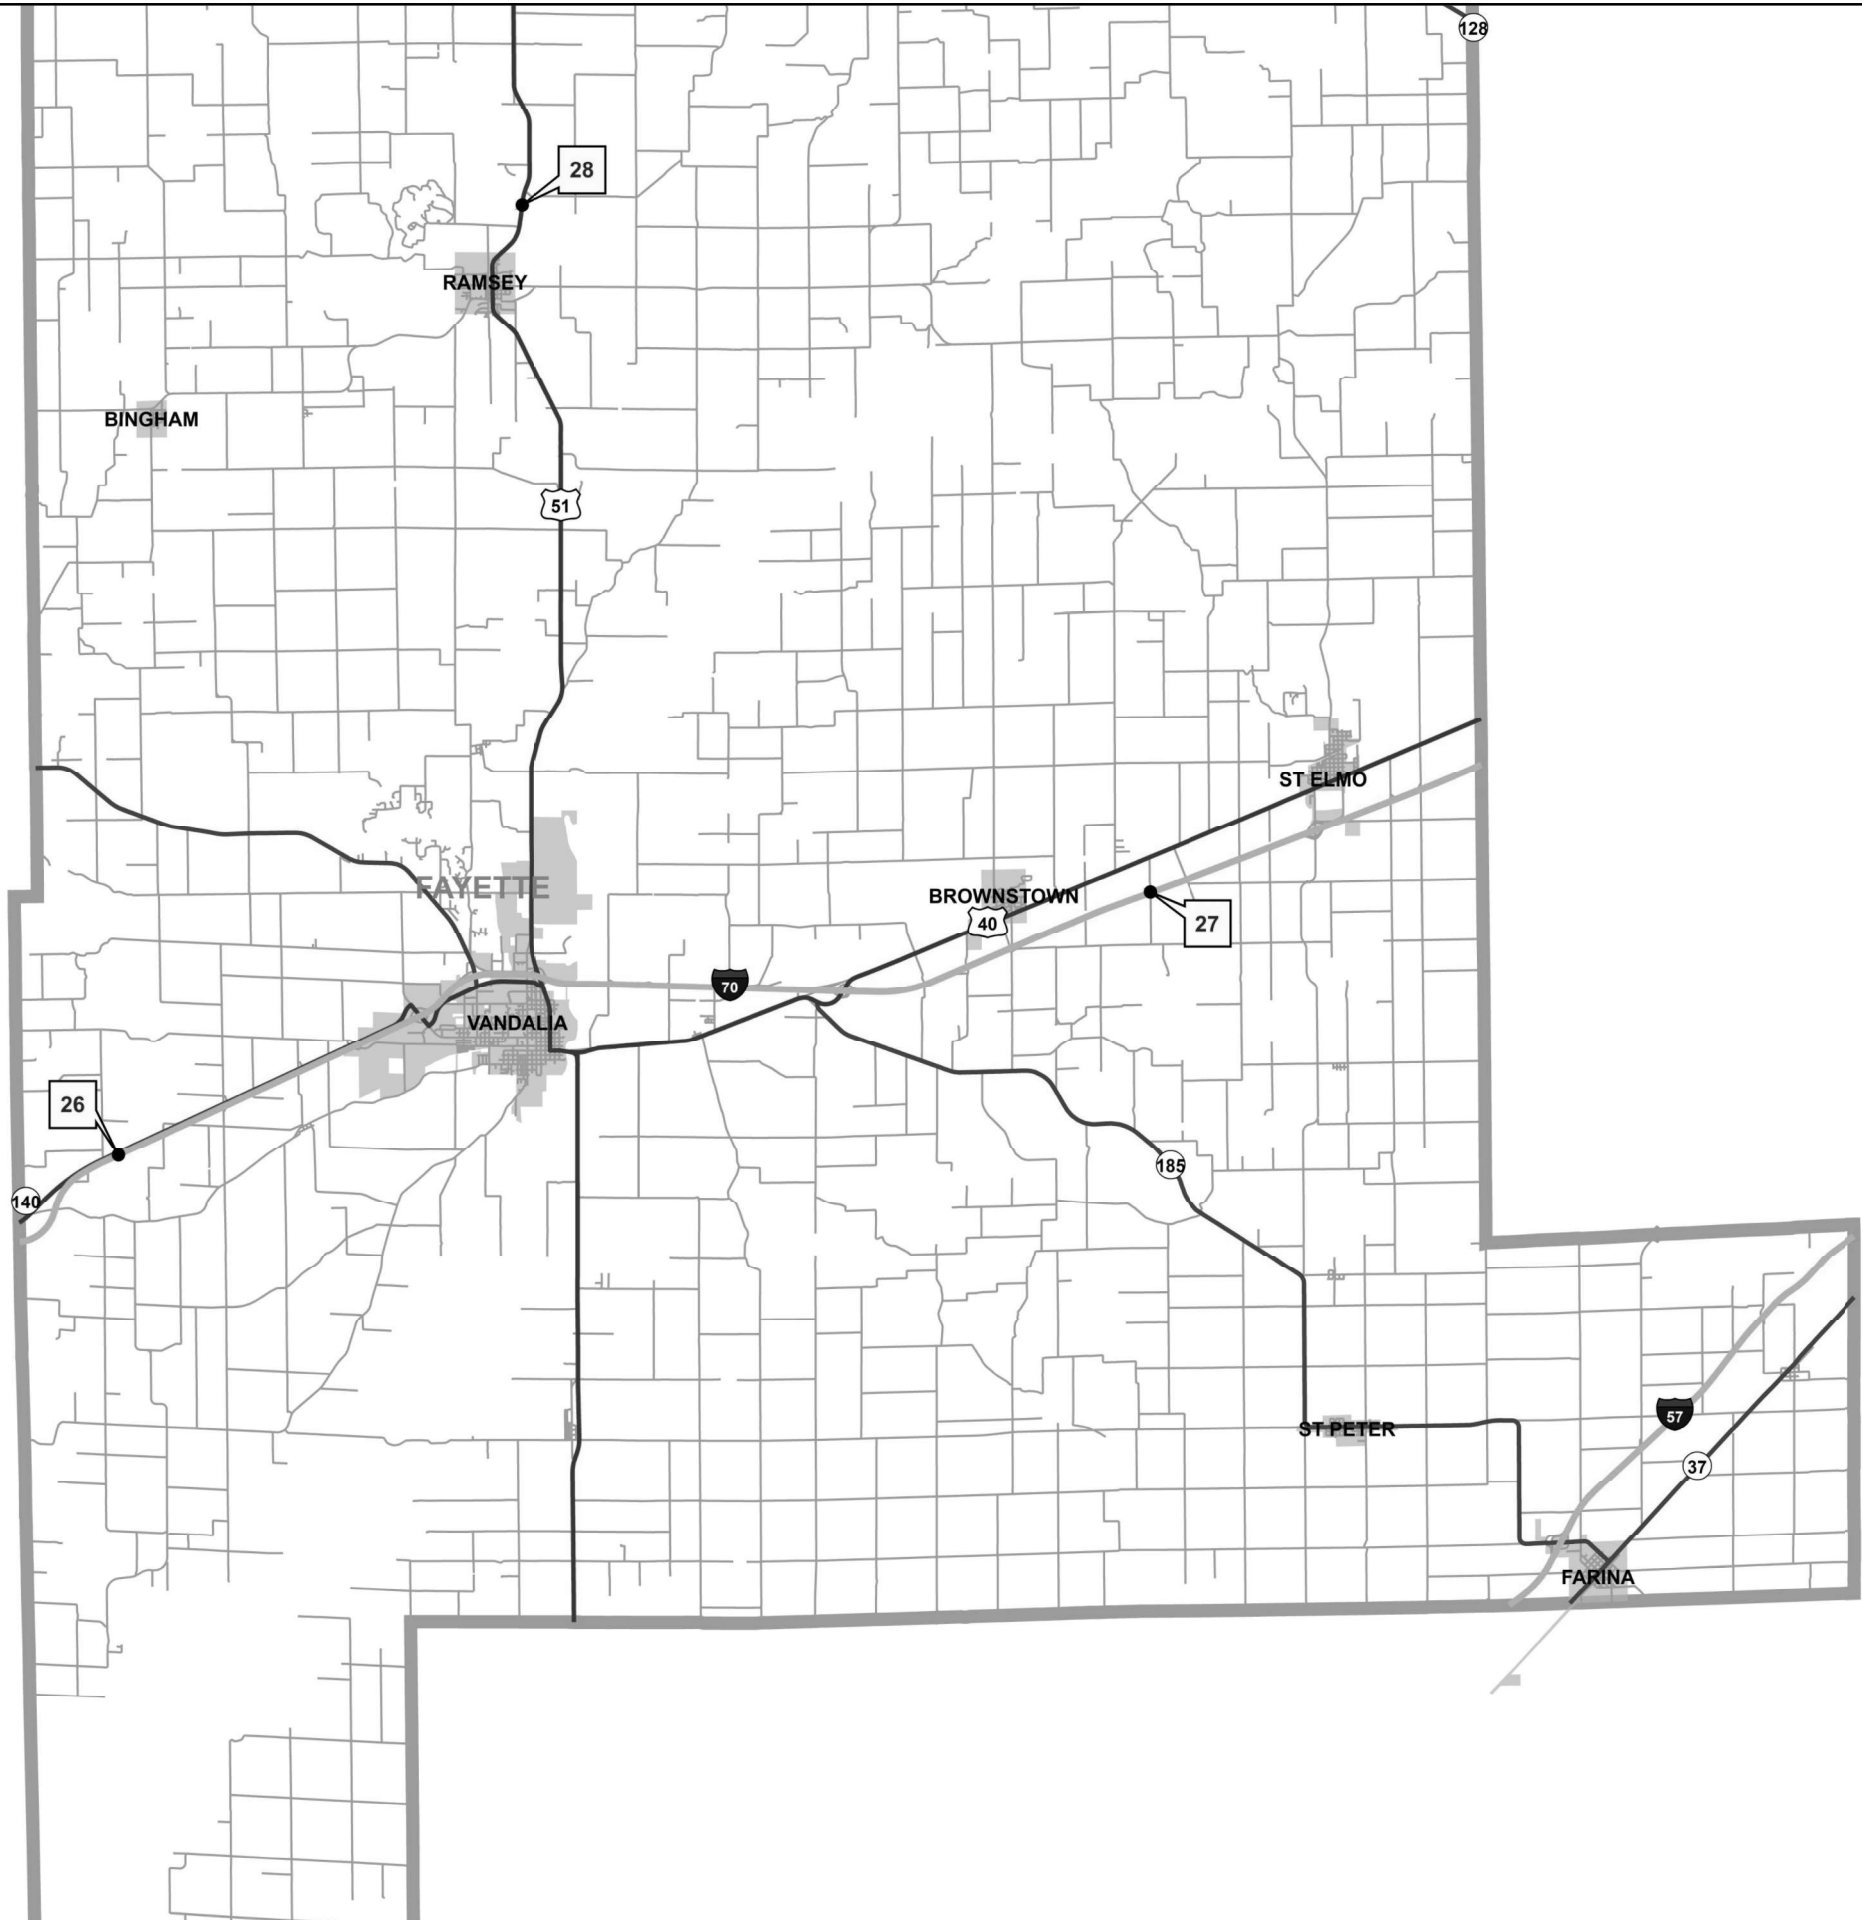 128
28
RAMSEY
BINGHAM
51
ST ELMO
FAYETTE
BROWNSTOWN
40
27
70
VANDALIA
26
185
140
57
ST PETER
37
FARINA